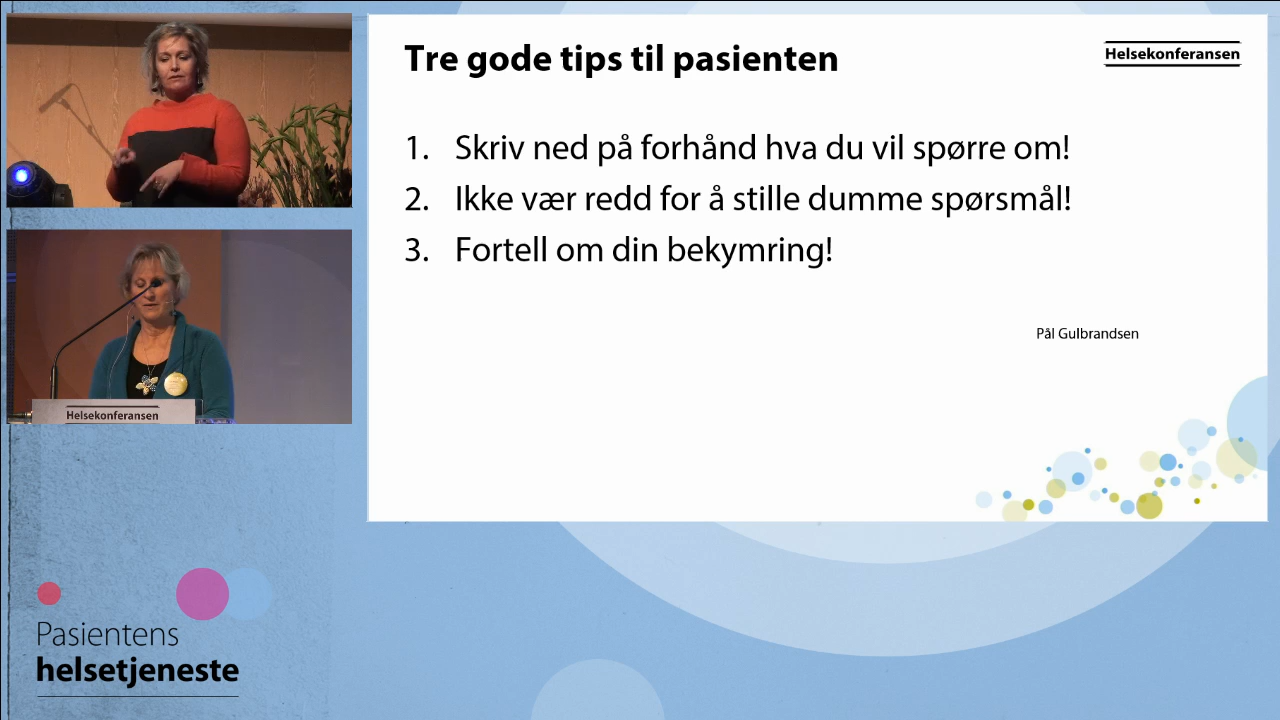 Tre gode tips til pasienten
Helsekonferansen
1. Skriv ned på forhånd hva du vil spørre om!
2. Ikke vær redd for å stille dumme spørsmål!
3. Fortell om din bekymring!
Pål Gulbrandsen
Helsekonferansen
Pasientens
helsetjeneste